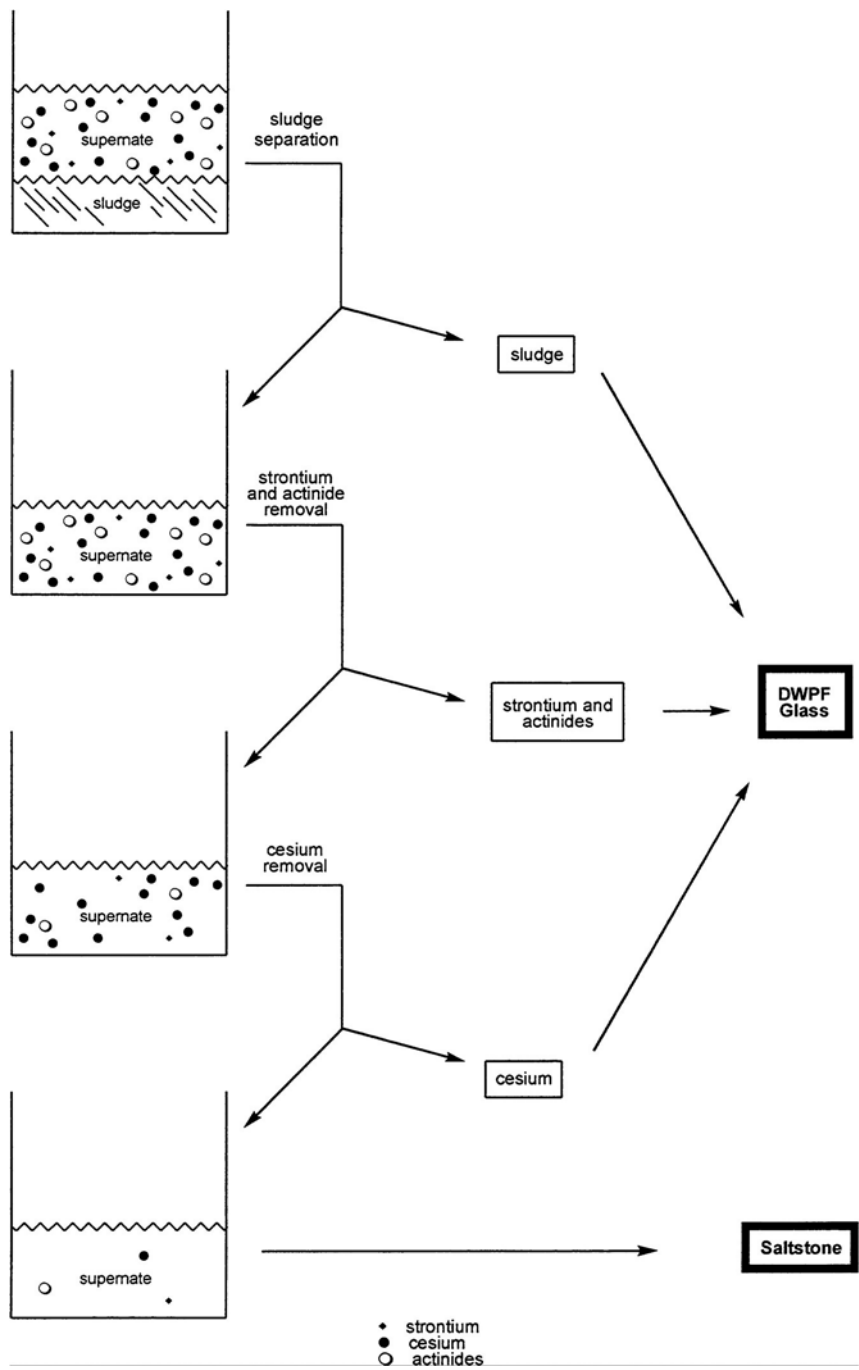 supernate
sludge
sludge
separation
sludge
strontium
and actinide
removal
supernate
strontium and
actinides
DWPF
Glass
cesium
removal
supernate
cesium
supernate
Saltstone
strontium
cesium
actinides